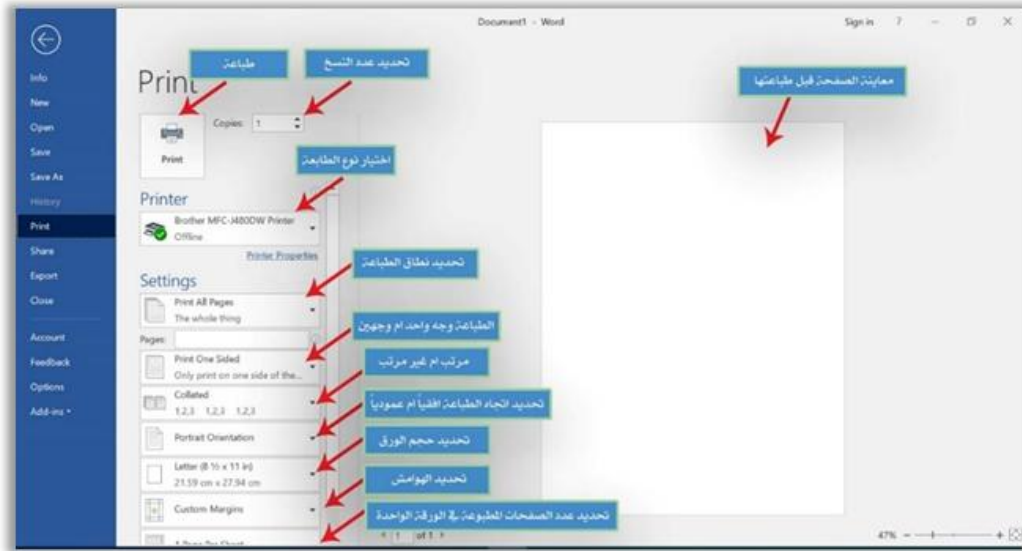 Document1 - Word
Sign in ? - X
Info
New
Open
Save
Save As
History
Print
Share
Export
Close
Account
Feedback
Options
Add-ins
Print
طباعة
تحديد عدد النسخ
معاينة الصفحة قبل طباعتها
Copies: 1
Print
اختيار نوع الطابعة
Printer
Brother MFC-J480DW Printer
Offline
Printer Properties
تحديد نطاق الطباعة
Settings
Print All Pages
The whole thing
Pages:
الطباعة وجه واحد ام وجهين
Print One Sided
Only print on one side of the...
مرتب ام غير مرتب
Collated
1,2,3 1,2,3 1,2,3
تحديد اتجاه الطباعة افقياً ام عمودياً
Portrait Orientation
تحديد حجم الورق
Letter (8 ½ x 11 in)
21.59 cm x 27.94 cm
تحديد الهوامش
Custom Margins
تحديد عدد الصفحات المطبوعة في الورقة الواحدة
1 Page Per Sheet
1 of 1
47%